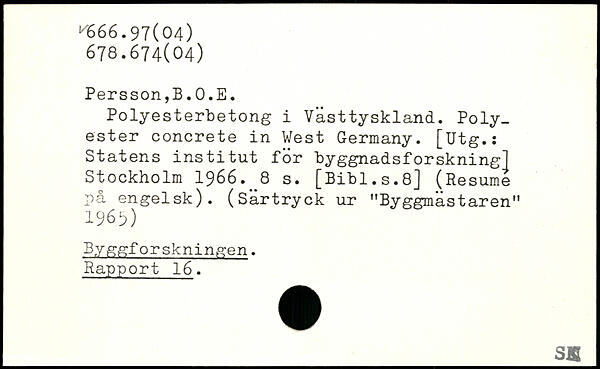 √666.97(04)
678.674(04)
Persson,B.O.E.
Polyesterbetong i Västtyskland. Poly_
ester concrete in West Germany. [Utg.:
Statens institut för byggnadsforskning]
Stockholm 1966. 8 s. [Bibl.s.8] (Resumé
på engelsk). (Särtryck ur "Byggmästaren"
1965)
Byggforskningen.
Rapport 16.